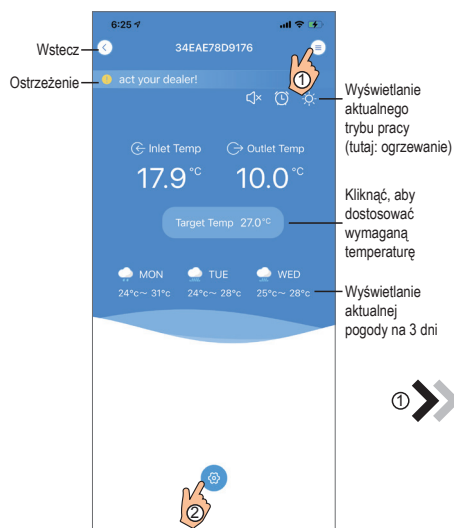 6:25
34EAE78D9176
Wstecz
Ostrzeżenie
act your dealer!
①
Wyświetlanie
aktualnego
trybu pracy
(tutaj: ogrzewanie)
Inlet Temp
Outlet Temp
17.9 °C
10.0 °C
Target Temp 27.0°C
Kliknąć, aby
dostosować
wymaganą
temperaturę
MON
TUE
WED
24°c~ 31°c
24°c~ 28°c
25°c~ 28°c
Wyświetlanie
aktualnej
pogody na 3 dni
①
②